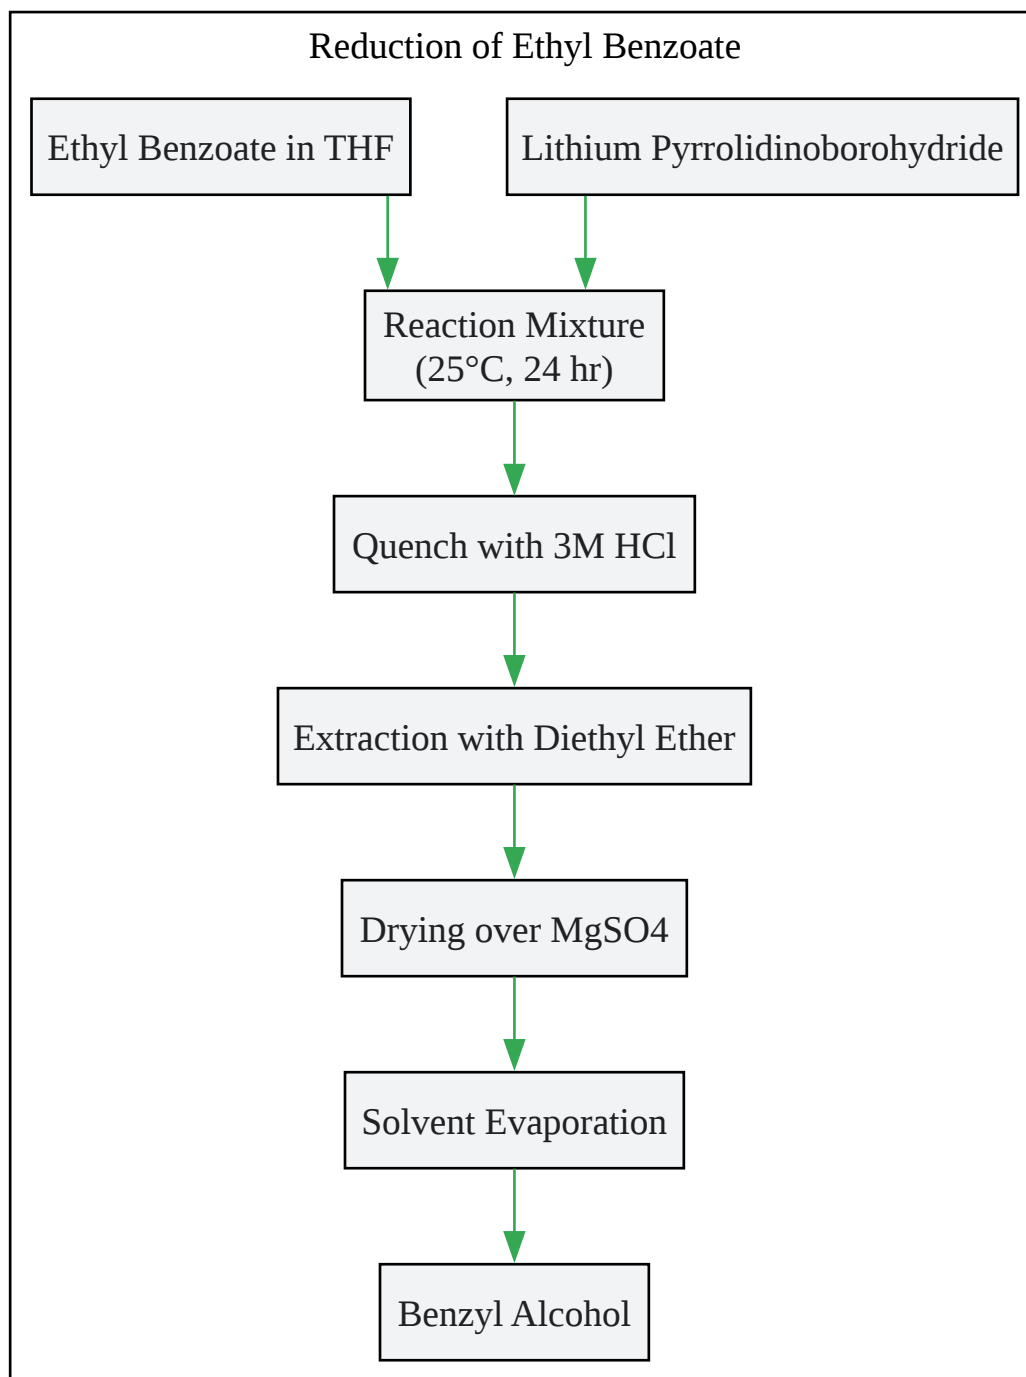 Reduction of Ethyl Benzoate
Ethyl Benzoate in THF
Lithium Pyrrolidinoborohydride
Reaction Mixture
(25°C, 24 hr)
Quench with 3M HCl
Extraction with Diethyl Ether
Drying over MgSO4
Solvent Evaporation
Benzyl Alcohol